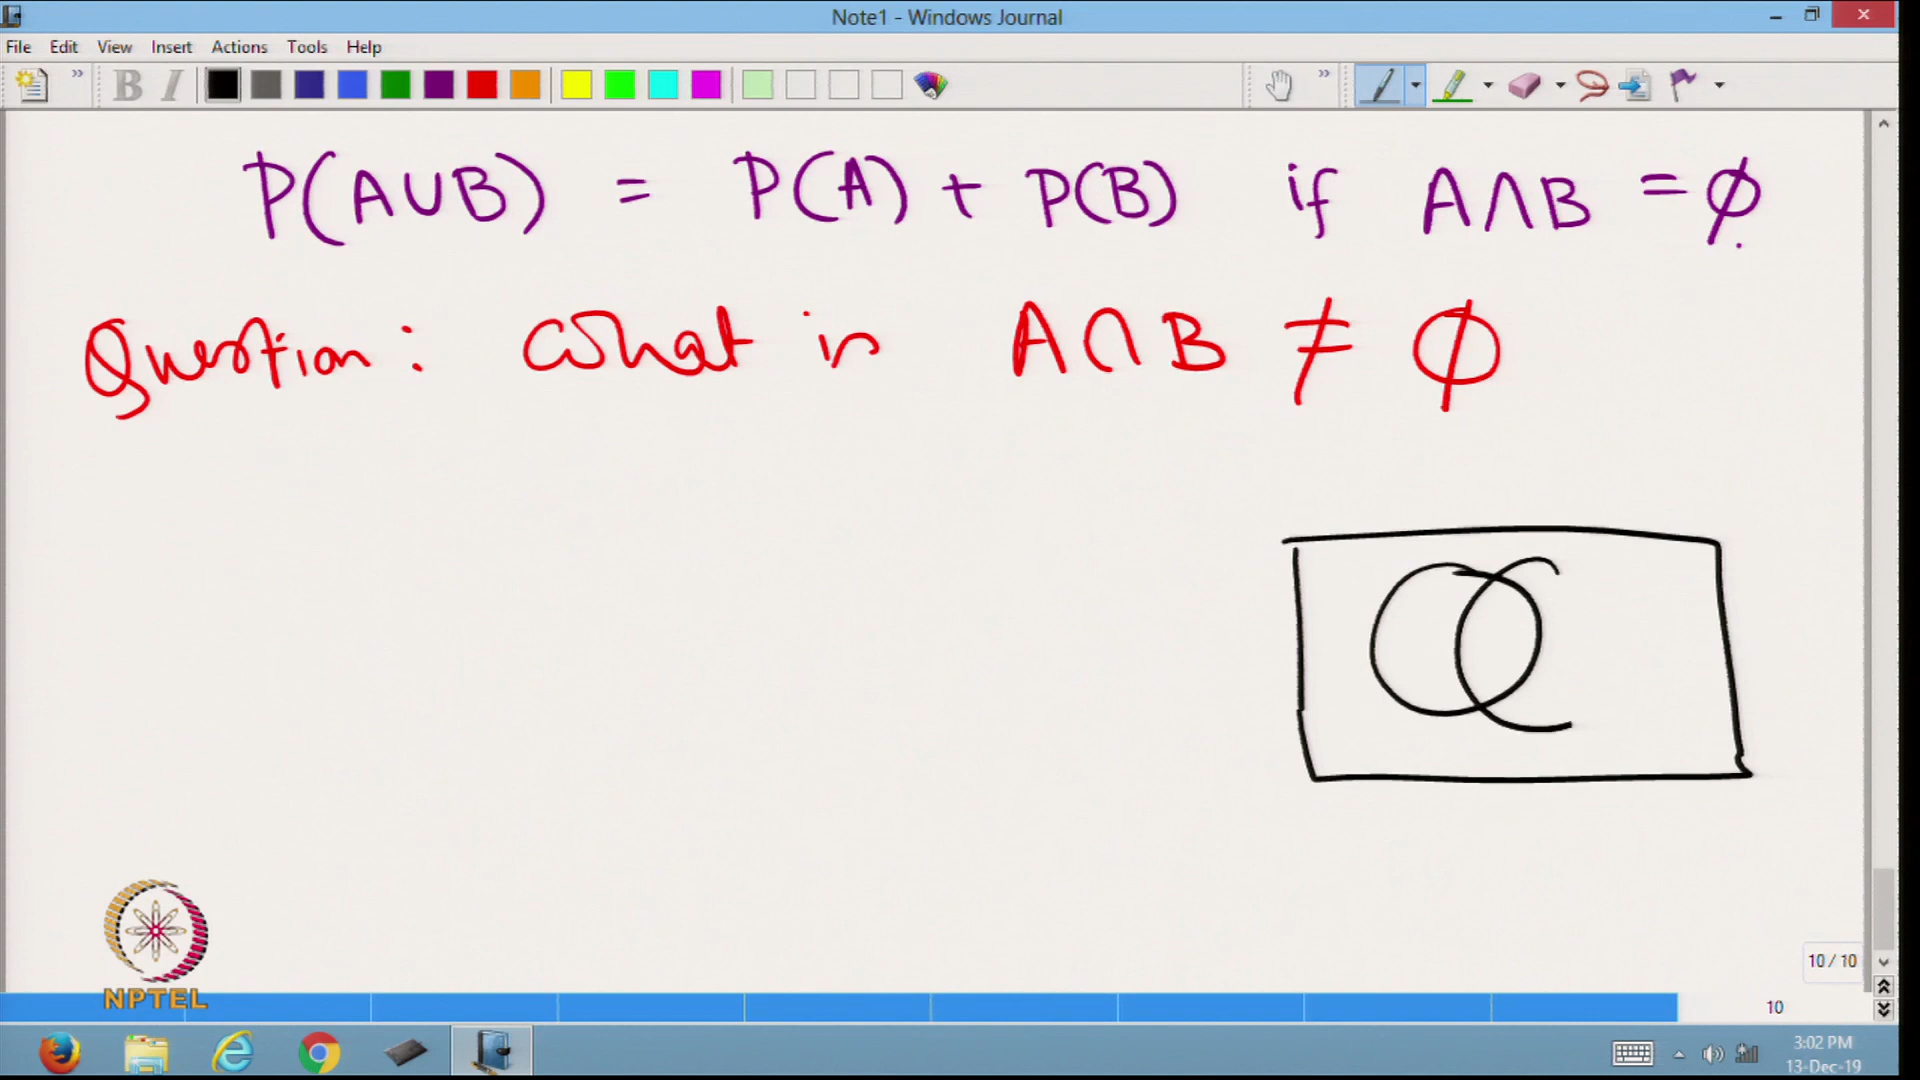 Note1 - Windows Journal
File Edit View Insert Actions Tools Help
B I
P(A∪B) = P(A) + P(B) if A∩B = ∅
Question: What is A∩B ≠ ∅
NPTEL
10 / 10
10
3:02 PM
13-Dec-19